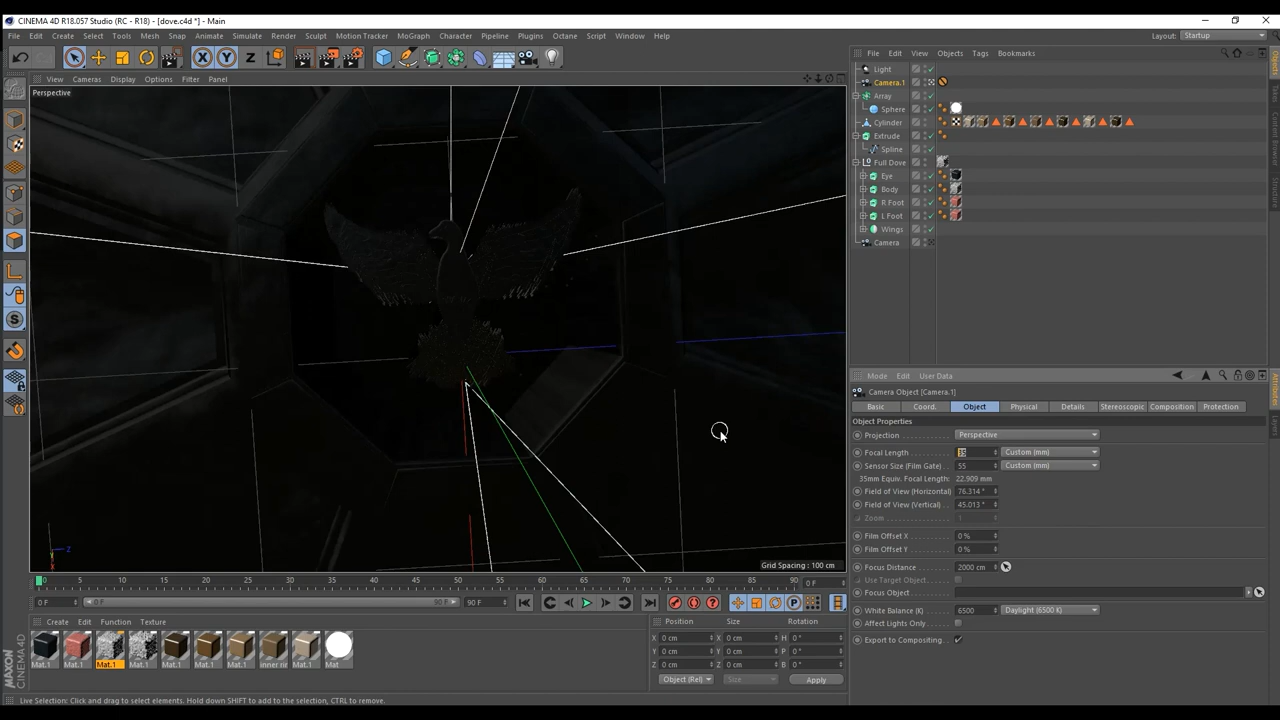 CINEMA 4D R18.057 Studio (RC - R18) - [dove.c4d *] - Main
File Edit Create Select Tools Mesh Snap Animate Simulate Render Sculpt Motion Tracker MoGraph Character Pipeline Plugins Octane Script Window Help
Layout: Startup
View Cameras Display Options Filter Panel
Perspective
Grid Spacing : 100 cm
File Edit View Objects Tags Bookmarks
Light
Camera.1
Array
Sphere
Cylinder
Extrude
Spline
Full Dove
Eye
Body
R Foot
L Foot
Wings
Camera
Mode Edit User Data
Camera Object [Camera.1]
Basic Coord. Object Physical Details Stereoscopic Composition Protection
Object Properties
Projection Perspective
Focal Length 35 Custom (mm)
Sensor Size (Film Gate) 55 Custom (mm)
35mm Equiv. Focal Length: 22.909 mm
Field of View (Horizontal) 76.314 °
Field of View (Vertical) 45.013 °
Zoom 1
Film Offset X 0 %
Film Offset Y 0 %
Focus Distance 2000 cm
Use Target Object
Focus Object
White Balance (K) 6500 Daylight (6500 K)
Affect Lights Only
Export to Compositing
0 5 10 15 20 25 30 35 40 45 50 55 60 65 70 75 80 85 90
0 F
0 F 0 F 90 F 90 F
Create Edit Function Texture
Mat.1 Mat.1 Mat.1 Mat.1 Mat.1 Mat.1 Mat.1 inner rin Mat.1 Mat
Position Size Rotation
X 0 cm X 0 cm H 0 °
Y 0 cm Y 0 cm P 0 °
Z 0 cm Z 0 cm B 0 °
Object (Rel) Size Apply
MAXON CINEMA 4D
Live Selection: Click and drag to select elements. Hold down SHIFT to add to the selection, CTRL to remove.
Objects
Takes
Content Browser
Structure
Attributes
Layers